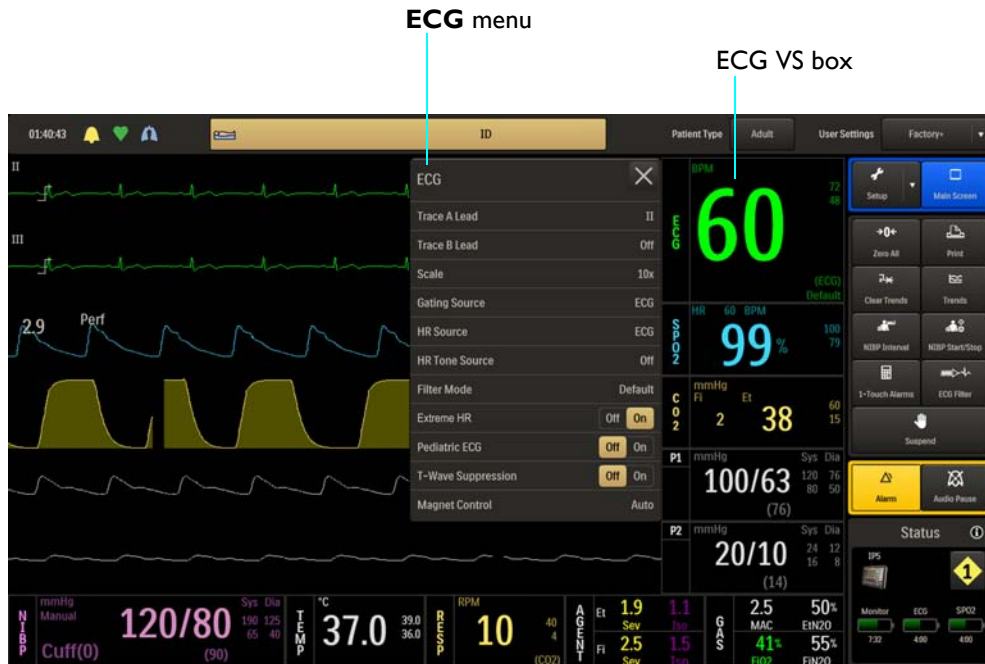 ECG menu
ECG VS box
01:40:43
ID
Patient Type
Adult
User Settings
Factory+
II
III
2.9 Perf
ECG
Trace A Lead II
Trace B Lead Off
Scale 10x
Gating Source ECG
HR Source ECG
HR Tone Source Off
Filter Mode Default
Extreme HR Off On
Pediatric ECG Off On
T-Wave Suppression Off On
Magnet Control Auto
ECG
BPM
60
72
48
(ECG)
Default
SPO2
HR 60 BPM
99%
100
79
CO2
mmHg
Fi Et
2 38
60
15
P1 mmHg Sys Dia
100/63
120 76
80 50
(76)
P2 mmHg Sys Dia
20/10
24 12
16 8
(14)
Setup
Main Screen
→0←
Zero All
Print
Clear Trends
Trends
NIBP Interval
NIBP Start/Stop
1-Touch Alarms
ECG Filter
Suspend
Alarm
Audio Pause
Status
IP5
1
Monitor ECG SPO2
7:32 4:00 4:00
NIBP
mmHg
Manual
120/80
Sys Dia
190 125
65 40
Cuff(0)
(90)
TEMP
°C
37.0
39.0
36.0
RESP
RPM
10
40
4
(CO2)
AGENT
Et 1.9 1.1
Sev Iso
Fi 2.5 1.5
Sev Iso
GAS
2.5 50%
MAC EtN2O
41% 55%
FiO2 FiN2O